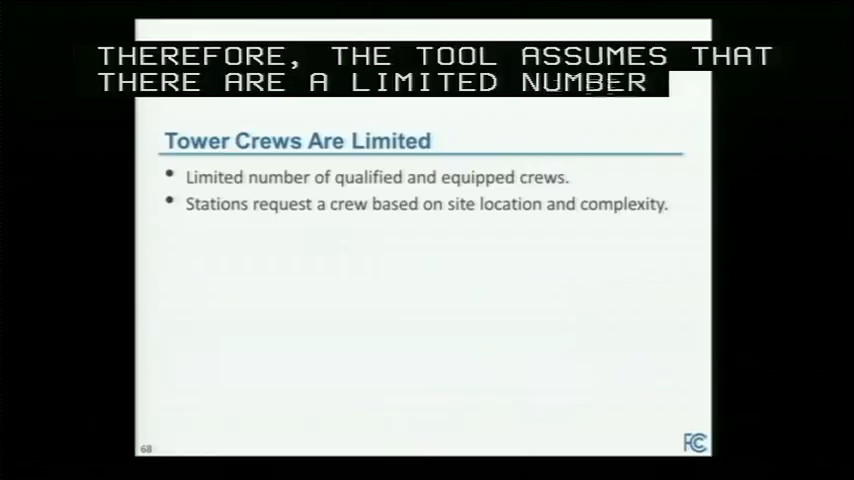 THEREFORE, THE TOOL ASSUMES THAT
THERE ARE A LIMITED NUMBER
Tower Crews Are Limited
• Limited number of qualified and equipped crews.
• Stations request a crew based on site location and complexity.
68
FCC